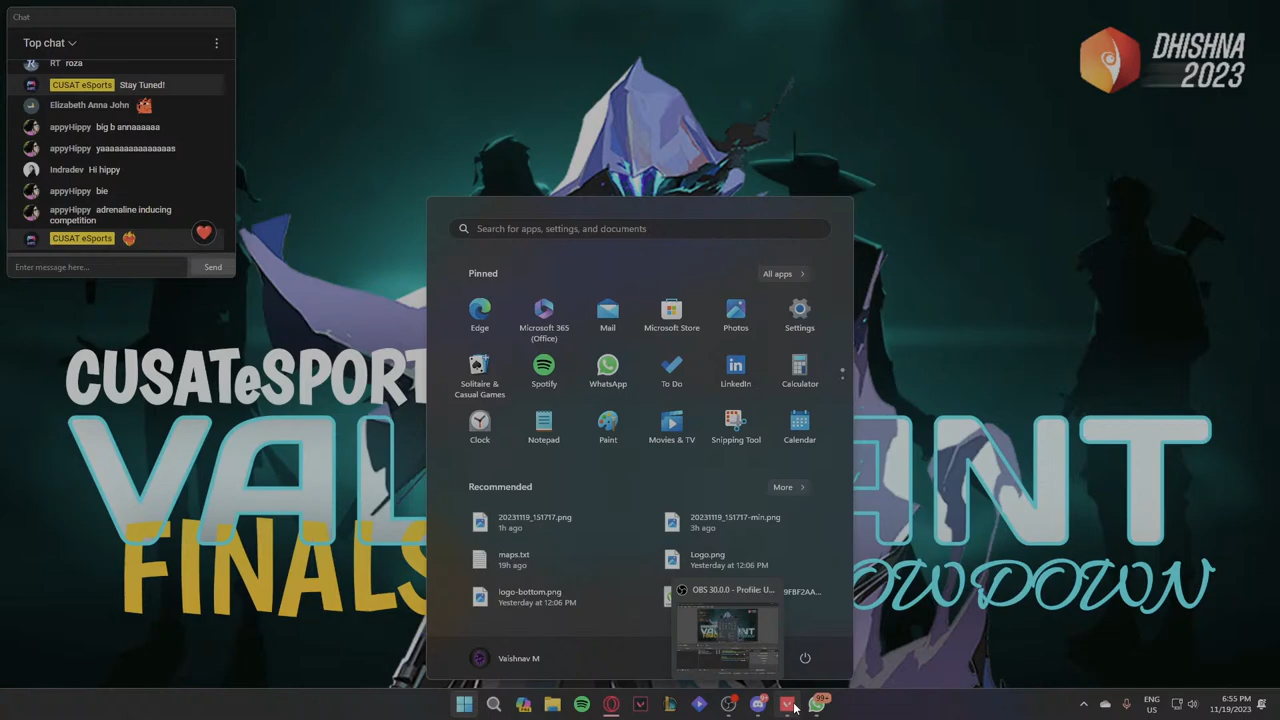 Chat
Top chat
RT roza
CUSAT eSports Stay Tuned!
Elizabeth Anna John
appyHippy big b annaaaaaa
appyHippy yaaaaaaaaaaaaaas
Indradev Hi hippy
appyHippy bie
appyHippy adrenaline inducing
competition
CUSAT eSports
Enter message here...
Send
DHISHNA
2023
CUSATeSPORT
VAL
ANT
FINALS
OWDOWN
Search for apps, settings, and documents
Pinned
All apps
Edge
Microsoft 365
(Office)
Mail
Microsoft Store
Photos
Settings
Solitaire &
Casual Games
Spotify
WhatsApp
To Do
LinkedIn
Calculator
Clock
Notepad
Paint
Movies & TV
Snipping Tool
Calendar
Recommended
More
20231119_151717.png
1h ago
20231119_151717-min.png
3h ago
maps.txt
19h ago
Logo.png
Yesterday at 12:06 PM
logo-bottom.png
Yesterday at 12:06 PM
9FBF2AA...
OBS 30.0.0 - Profile: U...
Vaishnav M
99+
ENG
US
6:55 PM
11/19/2023